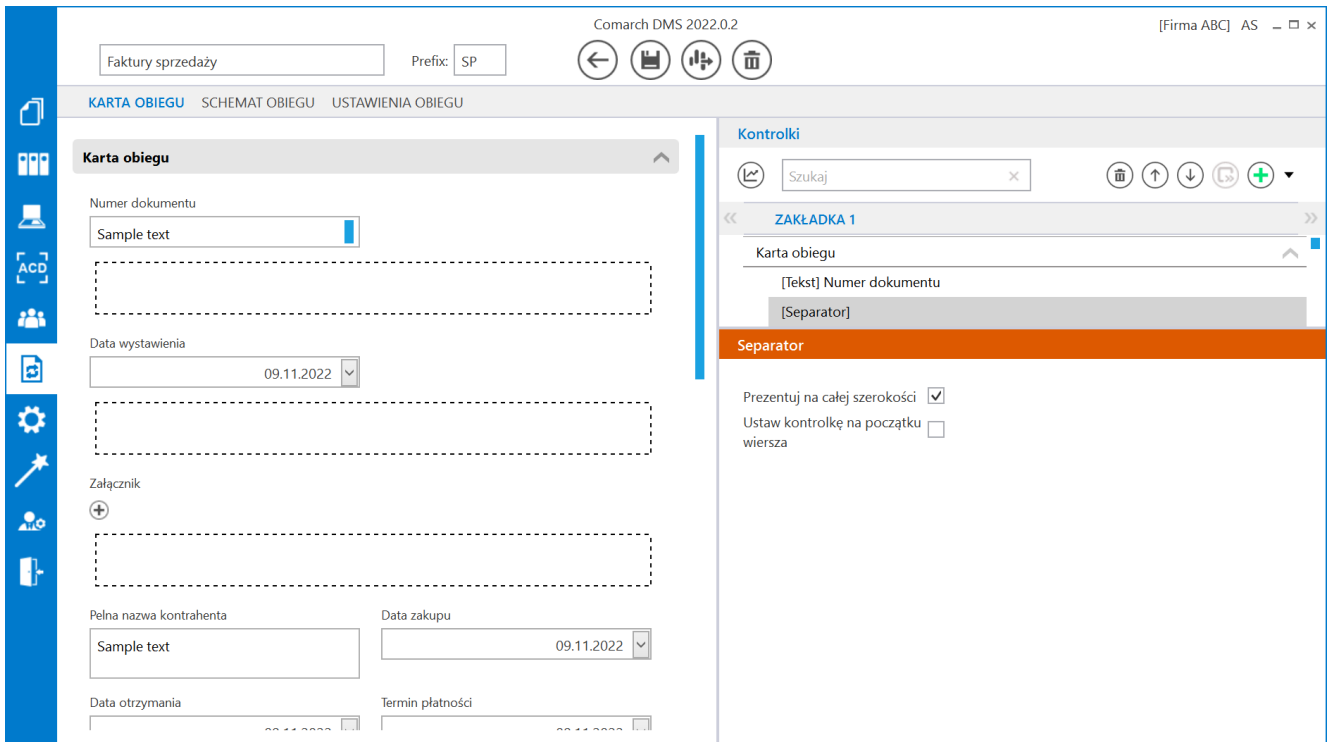 Comarch DMS 2022.0.2
[Firma ABC] AS
Faktury sprzedaży
Prefix: SP
KARTA OBIEGU SCHEMAT OBIEGU USTAWIENIA OBIEGU
ACD
Karta obiegu
Numer dokumentu
Sample text
Data wystawienia
09.11.2022
Załącznik
Pelna nazwa kontrahenta
Data zakupu
Sample text
09.11.2022
Data otrzymania
Termin płatności
Kontrolki
Szukaj
ZAKŁADKA 1
Karta obiegu
[Tekst] Numer dokumentu
[Separator]
Separator
Prezentuj na całej szerokości
Ustaw kontrolkę na początku
wiersza